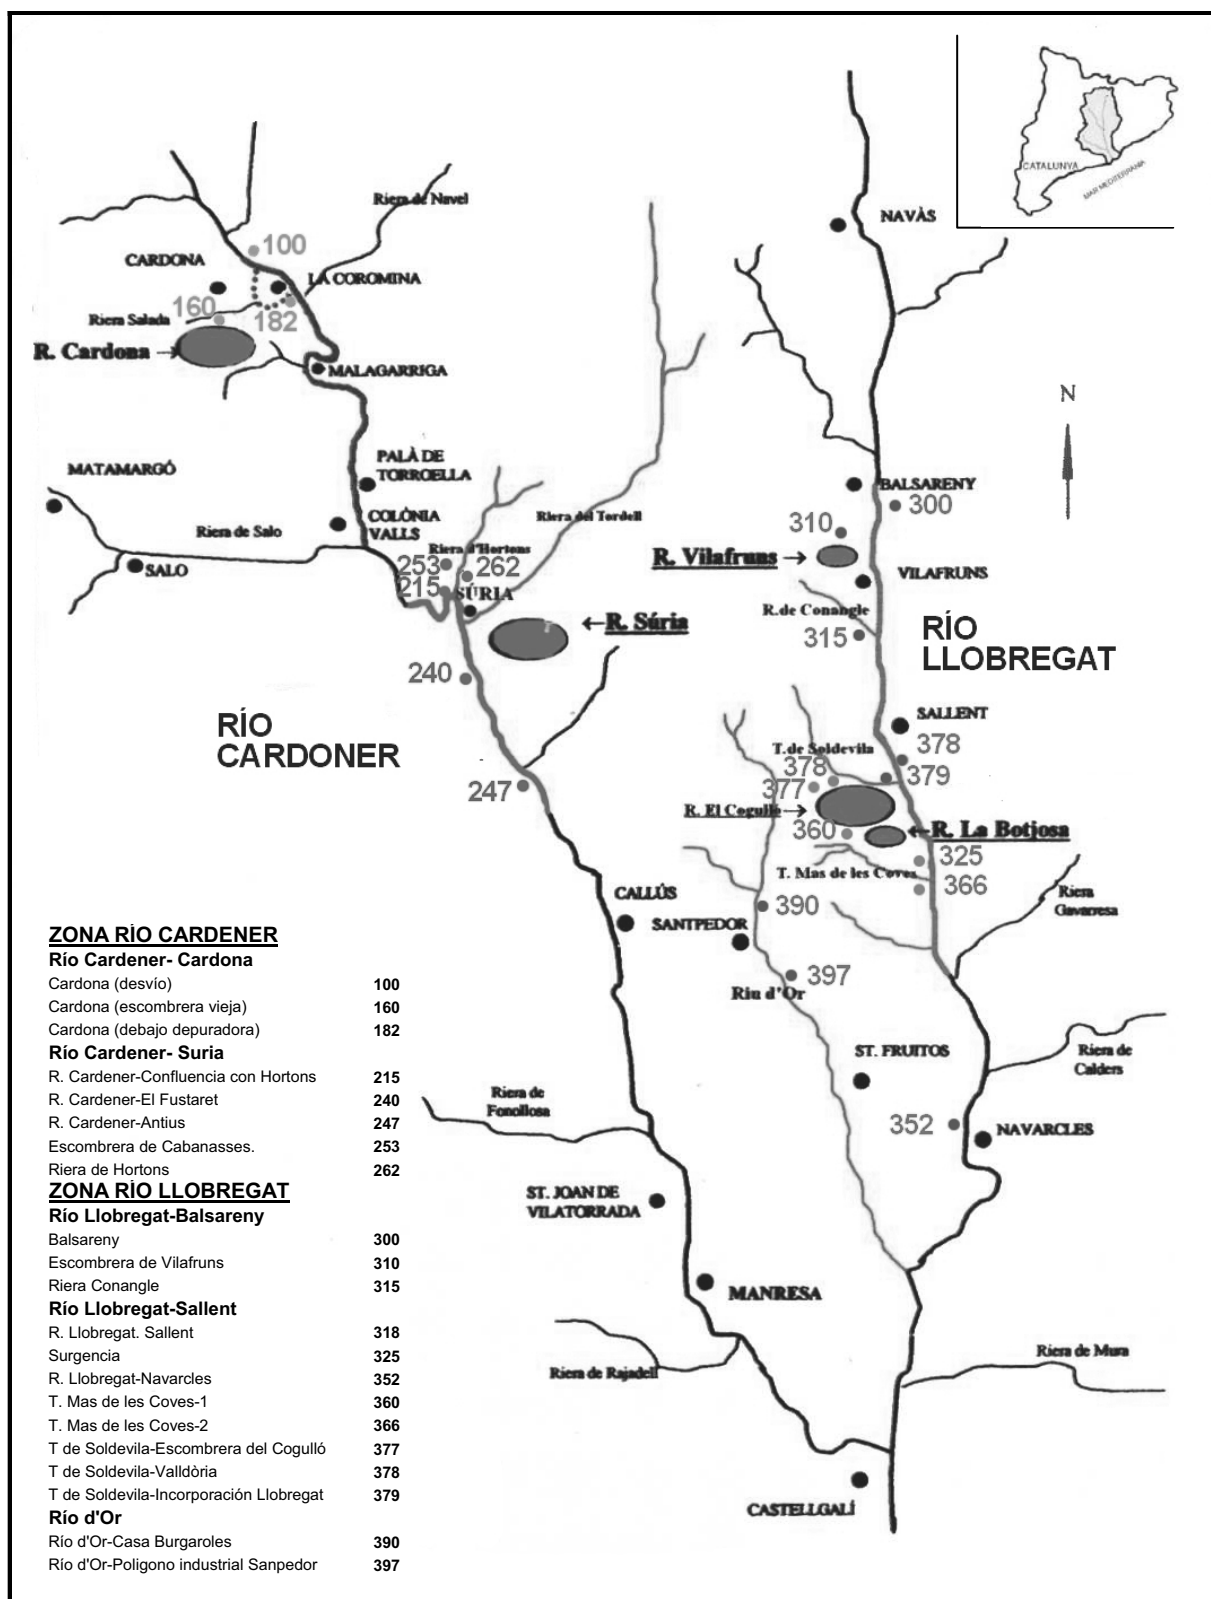 CATALUNYA
MAR MEDITERRANIA
NAVÀS
Riera de Navel
100
CARDONA
LA COROMINA
160
Riera Salada
182
R. Cardona
MALAGARRIGA
N
MATAMARGÓ
PALÀ DE
TORROELLA
BALSARENY
300
COLÒNIA
VALLS
Riera del Tordell
310
Riera de Salo
Riera d'Hortons
R. Vilafruns
253
262
SALO
215
SÚRIA
VILAFRUNS
R.de Conangle
R. Súria
315
RÍO
LLOBREGAT
240
RÍO
CARDONER
SALLENT
T.de Soldevila
378
378
379
377
247
R. El Cogulló
360
R. La Botjosa
325
T. Mas de les Coves
366
CALLÚS
390
Riera
Gavarresa
SANTPEDOR
397
Riu d'Or
ST. FRUITOS
Riera de
Calders
Riera de
Fonollosa
352
NAVARCLES
ST. JOAN DE
VILATORRADA
MANRESA
Riera de Rajadell
Riera de Mura
CASTELLGALÍ
ZONA RÍO CARDENER
Río Cardener- Cardona
Cardona (desvío) 100
Cardona (escombrera vieja) 160
Cardona (debajo depuradora) 182
Río Cardener- Suria
R. Cardener-Confluencia con Hortons 215
R. Cardener-El Fustaret 240
R. Cardener-Antius 247
Escombrera de Cabanasses. 253
Riera de Hortons 262
ZONA RÍO LLOBREGAT
Río Llobregat-Balsareny
Balsareny 300
Escombrera de Vilafruns 310
Riera Conangle 315
Río Llobregat-Sallent
R. Llobregat. Sallent 318
Surgencia 325
R. Llobregat-Navarcles 352
T. Mas de les Coves-1 360
T. Mas de les Coves-2 366
T de Soldevila-Escombrera del Cogulló 377
T de Soldevila-Valldòria 378
T de Soldevila-Incorporación Llobregat 379
Río d'Or
Río d'Or-Casa Burgaroles 390
Río d'Or-Poligono industrial Sanpedor 397